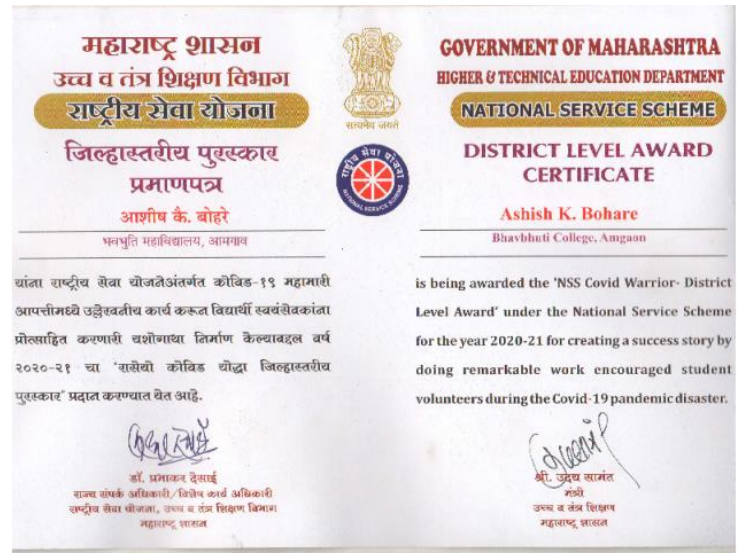 महाराष्ट्र शासन
उच्च व तंत्र शिक्षण विभाग
राष्ट्रीय सेवा योजना
जिल्हास्तरीय पुरस्कार
प्रमाणपत्र
आशीष कै. बोहरे
भवभुति महाविद्यालय, आमगाव
यांना राष्ट्रीय सेवा योजनेअंतर्गत कोविड-१९ महामारी
आपत्तीमध्ये उल्लेखनीय कार्य करून विद्यार्थी स्वयंसेवकांना
प्रोत्साहित करणारी यशोगाथा निर्माण केल्याबद्दल वर्ष
२०२०-२१ चा "रासेयो कोविड योद्धा जिल्हास्तरीय
पुरस्कार" प्रदान करण्यात येत आहे.
डॉ. प्रभाकर देसाई
राज्य संपर्क अधिकारी/विशेष कार्य अधिकारी
राष्ट्रीय सेवा योजना, उच्च व तंत्र शिक्षण विभाग
महाराष्ट्र शासन
सत्यमेव जयते
राष्ट्रीय सेवा योजना
NATIONAL SERVICE SCHEME
GOVERNMENT OF MAHARASHTRA
HIGHER & TECHNICAL EDUCATION DEPARTMENT
NATIONAL SERVICE SCHEME
DISTRICT LEVEL AWARD
CERTIFICATE
Ashish K. Bohare
Bhavbhuti College, Amgaon
is being awarded the 'NSS Covid Warrior- District
Level Award' under the National Service Scheme
for the year 2020-21 for creating a success story by
doing remarkable work encouraged student
volunteers during the Covid-19 pandemic disaster.
श्री. उदय सामंत
मंत्री
उच्च व तंत्र शिक्षण
महाराष्ट्र शासन